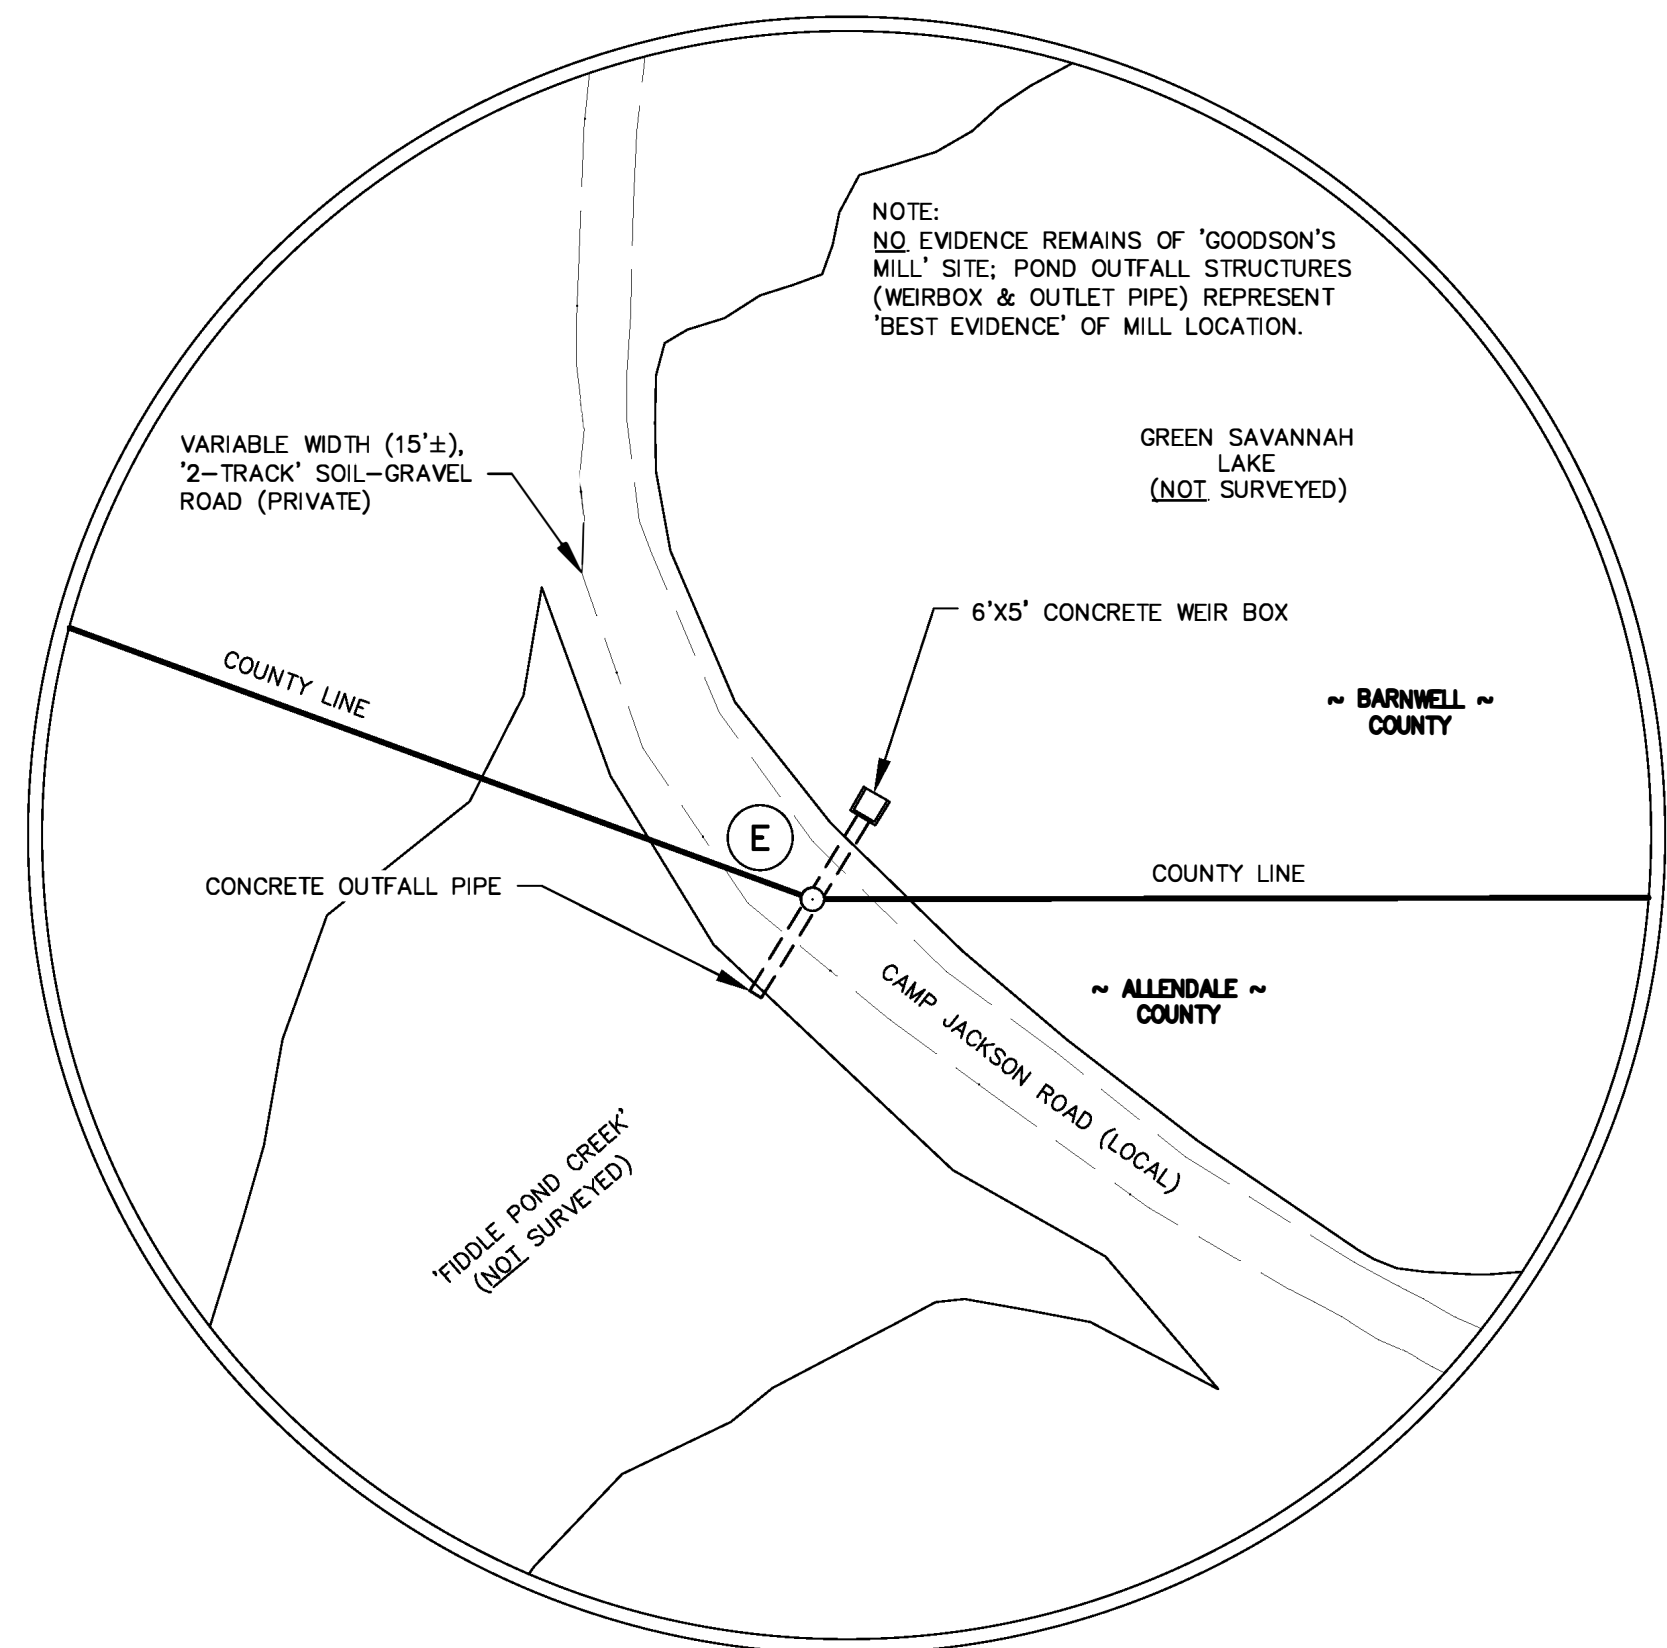 NOTE:
NO EVIDENCE REMAINS OF 'GOODSON'S
MILL' SITE; POND OUTFALL STRUCTURES
(WEIRBOX & OUTLET PIPE) REPRESENT
'BEST EVIDENCE' OF MILL LOCATION.
VARIABLE WIDTH (15'±),
'2-TRACK' SOIL-GRAVEL
ROAD (PRIVATE)
GREEN SAVANNAH
LAKE
(NOT SURVEYED)
6'X5' CONCRETE WEIR BOX
COUNTY LINE
~ BARNWELL ~
COUNTY
E
CONCRETE OUTFALL PIPE
COUNTY LINE
~ ALLENDALE ~
COUNTY
CAMP JACKSON ROAD (LOCAL)
'FIDDLE POND CREEK'
(NOT SURVEYED)